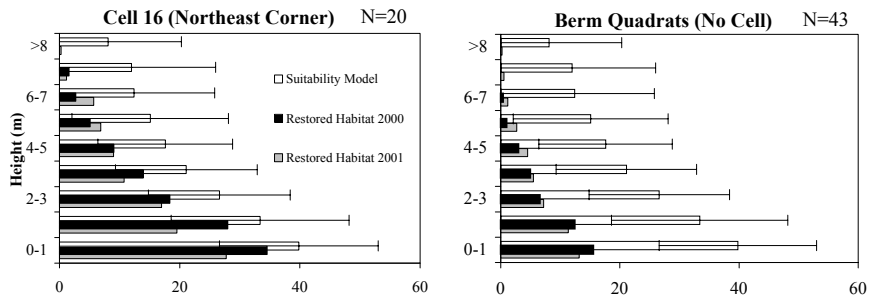 Cell 16 (Northeast Corner) N=20
Height (m)
>8
6-7
4-5
2-3
0-1
Suitability Model
Restored Habitat 2000
Restored Habitat 2001
0 20 40 60
Berm Quadrats (No Cell) N=43
>8
6-7
4-5
2-3
0-1
0 20 40 60